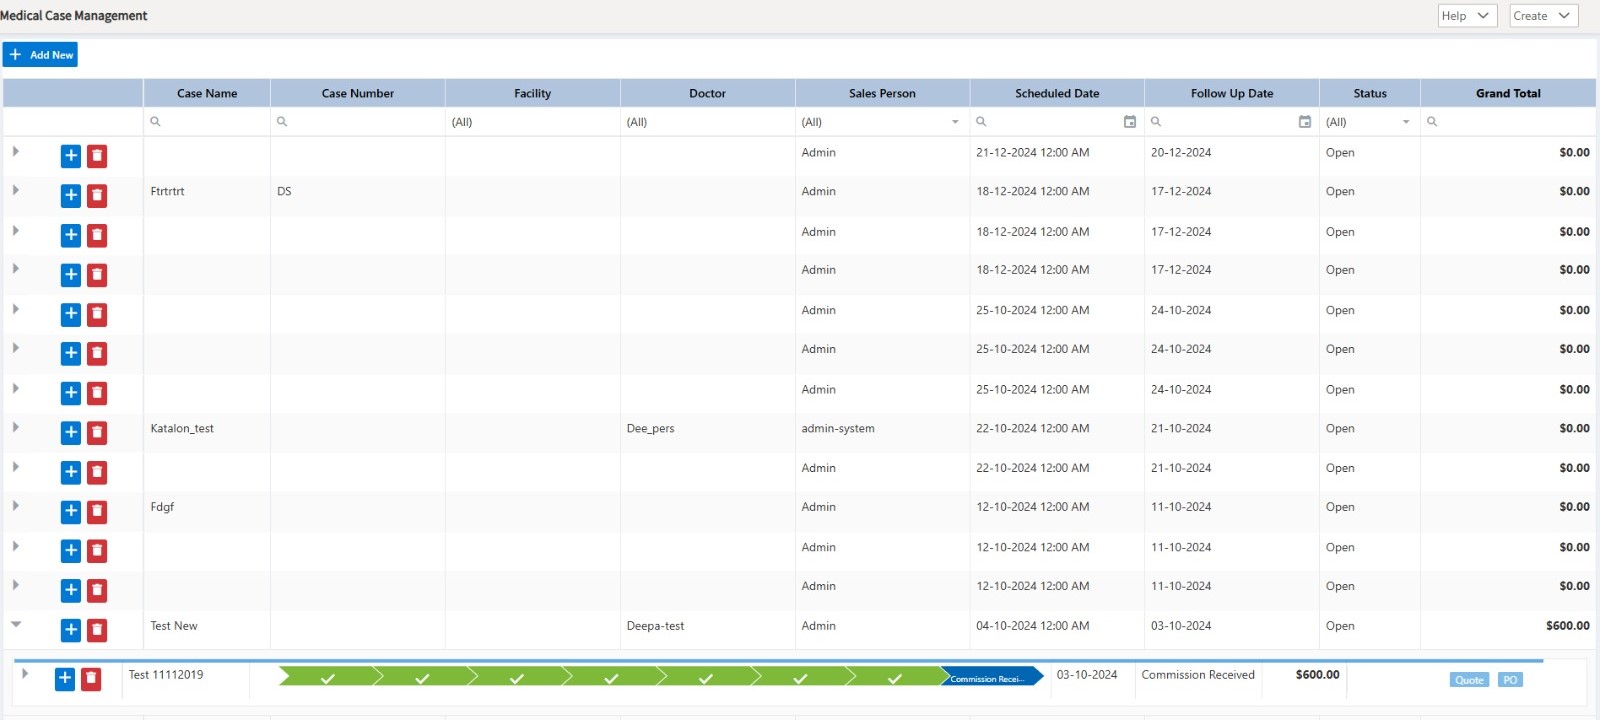 Medical Case Management Help Create
Add New
Case Name Case Number Facility Doctor Sales Person Scheduled Date Follow Up Date Status Grand Total
(All) (All) (All) (All)
Admin 21-12-2024 12:00 AM 20-12-2024 Open $0.00
Ftrtrtrt DS Admin 18-12-2024 12:00 AM 17-12-2024 Open $0.00
Admin 18-12-2024 12:00 AM 17-12-2024 Open $0.00
Admin 18-12-2024 12:00 AM 17-12-2024 Open $0.00
Admin 25-10-2024 12:00 AM 24-10-2024 Open $0.00
Admin 25-10-2024 12:00 AM 24-10-2024 Open $0.00
Admin 25-10-2024 12:00 AM 24-10-2024 Open $0.00
Katalon_test Dee_pers admin-system 22-10-2024 12:00 AM 21-10-2024 Open $0.00
Admin 22-10-2024 12:00 AM 21-10-2024 Open $0.00
Fdgf Admin 12-10-2024 12:00 AM 11-10-2024 Open $0.00
Admin 12-10-2024 12:00 AM 11-10-2024 Open $0.00
Admin 12-10-2024 12:00 AM 11-10-2024 Open $0.00
Test New Deepa-test Admin 04-10-2024 12:00 AM 03-10-2024 Open $600.00
Test 11112019 Commission Recei... 03-10-2024 Commission Received $600.00 Quote PO